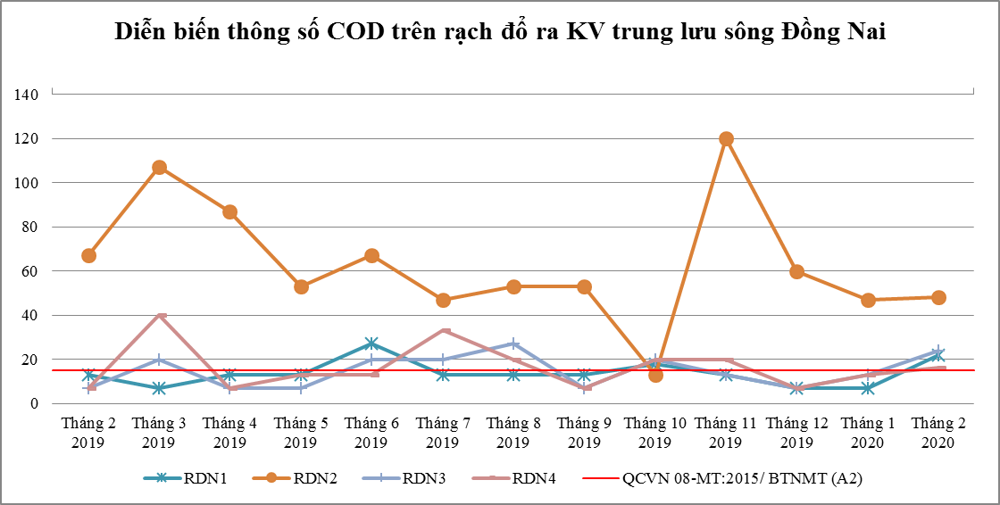 Diễn biến thông số COD trên rạch đổ ra KV trung lưu sông Đồng Nai
140
120
100
80
60
40
20
0
Tháng 2 2019
Tháng 3 2019
Tháng 4 2019
Tháng 5 2019
Tháng 6 2019
Tháng 7 2019
Tháng 8 2019
Tháng 9 2019
Tháng 10 2019
Tháng 11 2019
Tháng 12 2019
Tháng 1 2020
Tháng 2 2020
RDN1 RDN2 RDN3 RDN4 QCVN 08-MT:2015/ BTNMT (A2)